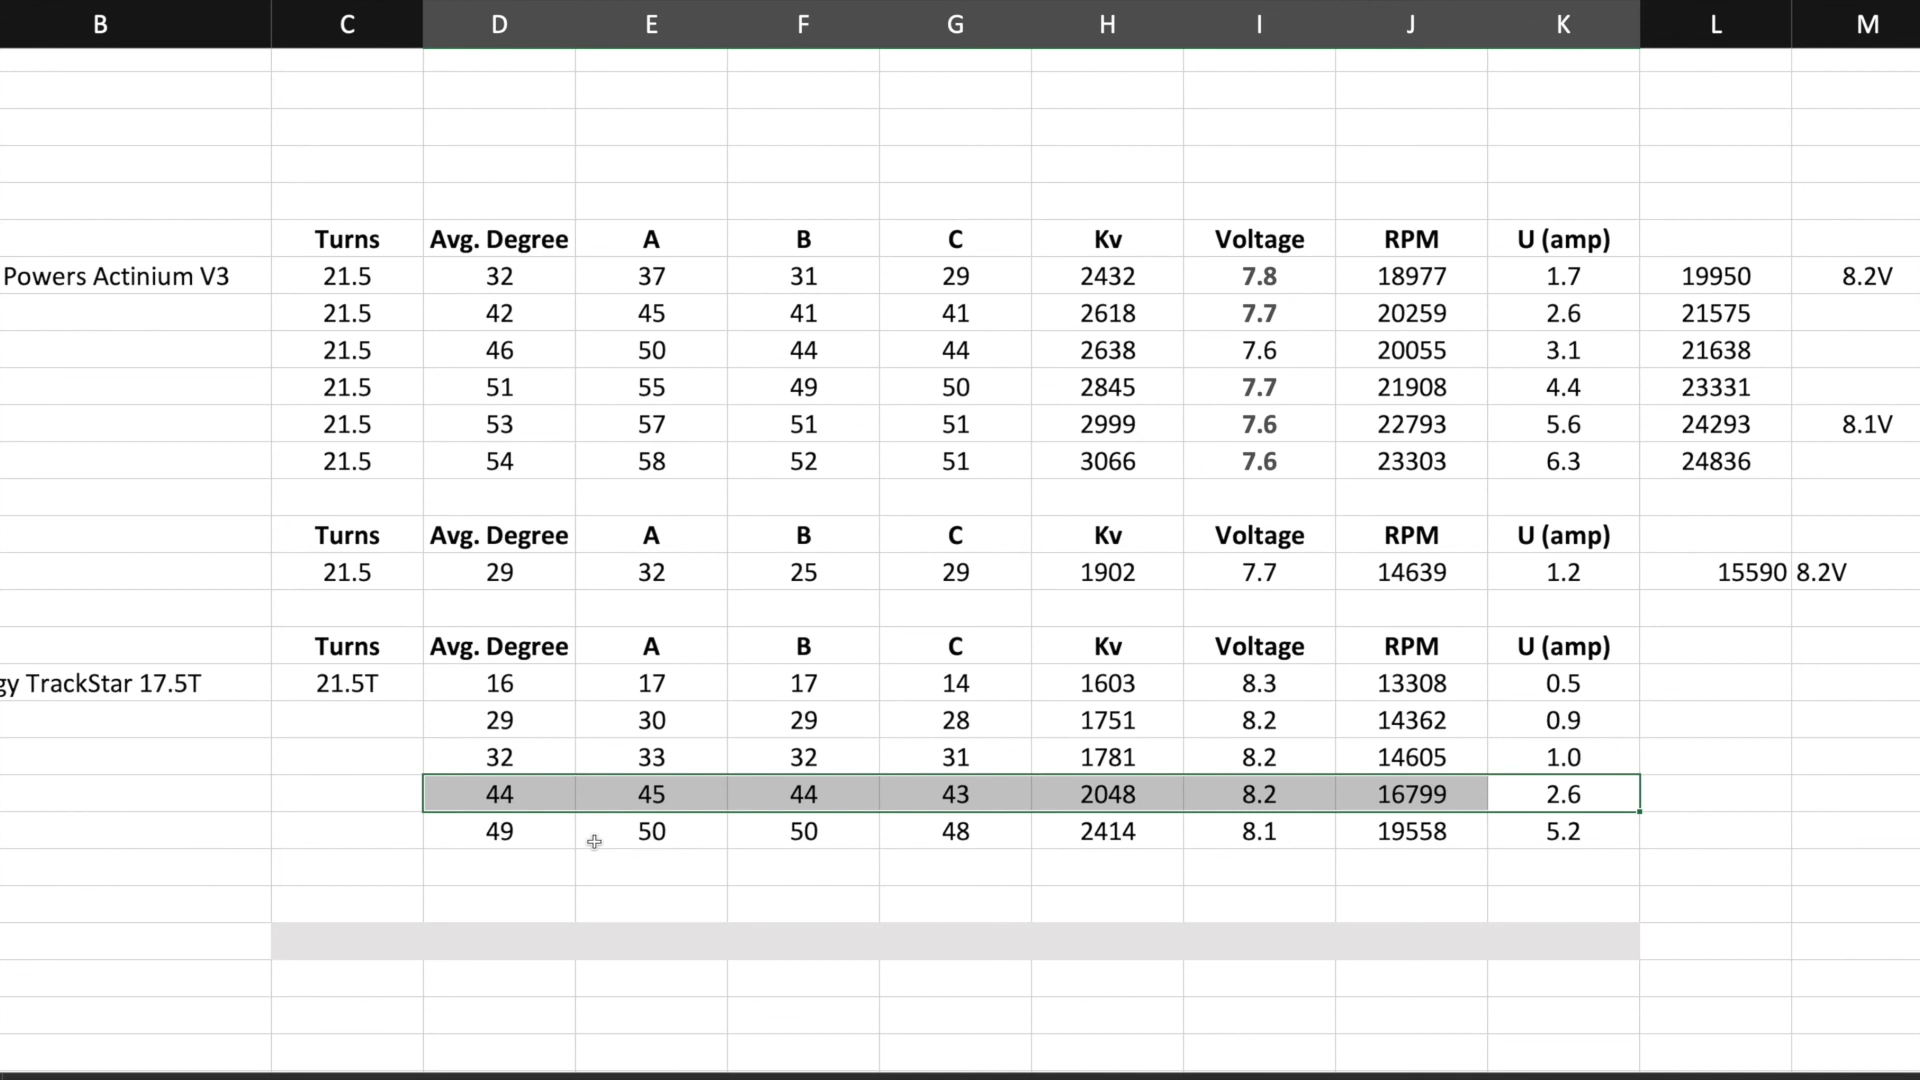 B C D E F G H I J K L M
Turns Avg. Degree A B C Kv Voltage RPM U (amp)
Powers Actinium V3 21.5 32 37 31 29 2432 7.8 18977 1.7 19950 8.2V
21.5 42 45 41 41 2618 7.7 20259 2.6 21575
21.5 46 50 44 44 2638 7.6 20055 3.1 21638
21.5 51 55 49 50 2845 7.7 21908 4.4 23331
21.5 53 57 51 51 2999 7.6 22793 5.6 24293 8.1V
21.5 54 58 52 51 3066 7.6 23303 6.3 24836
Turns Avg. Degree A B C Kv Voltage RPM U (amp)
21.5 29 32 25 29 1902 7.7 14639 1.2 15590 8.2V
Turns Avg. Degree A B C Kv Voltage RPM U (amp)
gy TrackStar 17.5T 21.5T 16 17 17 14 1603 8.3 13308 0.5
29 30 29 28 1751 8.2 14362 0.9
32 33 32 31 1781 8.2 14605 1.0
44 45 44 43 2048 8.2 16799 2.6
49 50 50 48 2414 8.1 19558 5.2